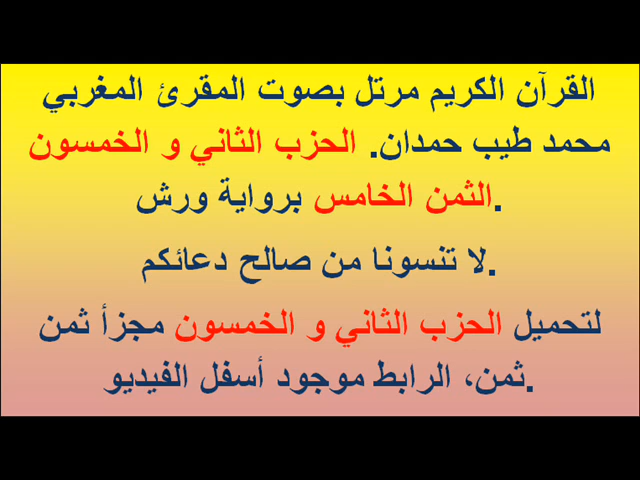 القرآن الكريم مرتل بصوت المقرئ المغربي
محمد طيب حمدان. الحزب الثاني و الخمسون
الثمن الخامس برواية ورش.
لا تنسونا من صالح دعائكم.
لتحميل الحزب الثاني و الخمسون مجزأ ثمن
ثمن، الرابط موجود أسفل الفيديو.